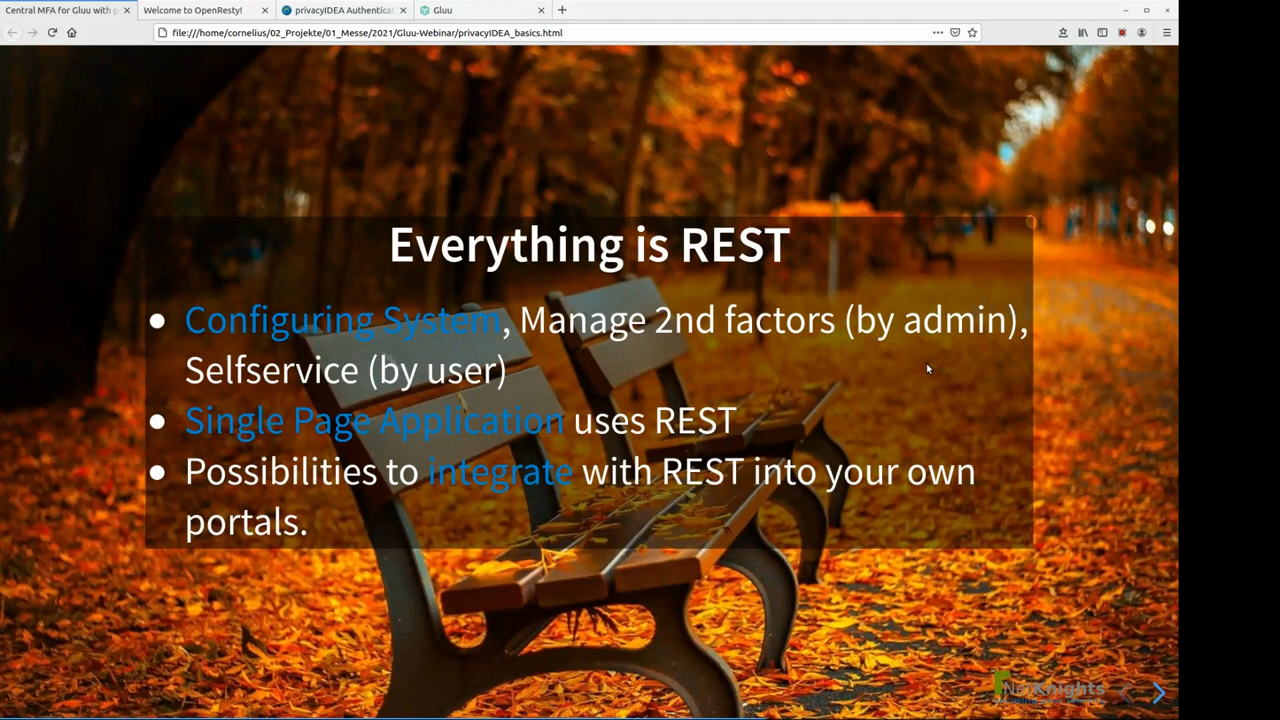 Central MFA for Gluu with p
Welcome to OpenResty!
privacyIDEA Authenticat
Gluu
file:///home/cornelius/02_Projekte/01_Messe/2021/Gluu-Webinar/privacyIDEA_basics.html
Everything is REST
Configuring System, Manage 2nd factors (by admin),
Selfservice (by user)
Single Page Application uses REST
Possibilities to integrate with REST into your own
portals.
NetKnights